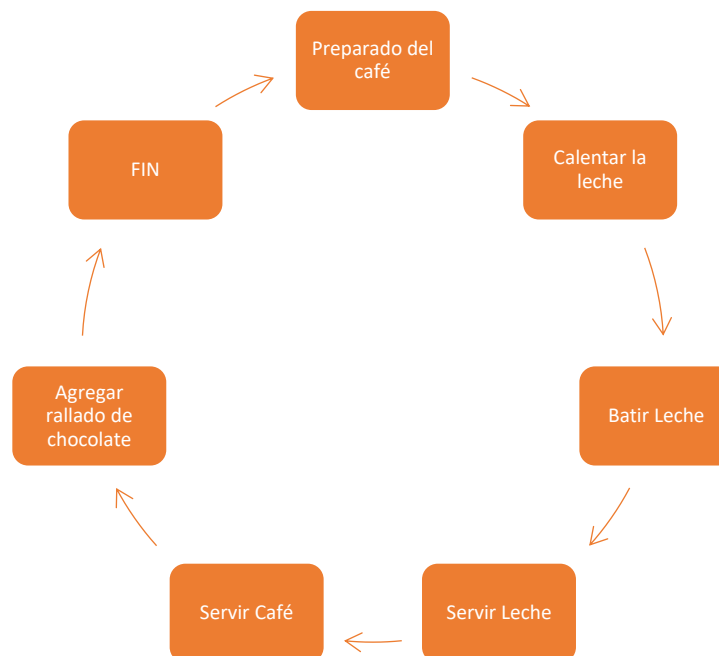 Preparado del
café
Calentar la
leche
Batir Leche
Servir Leche
Servir Café
Agregar
rallado de
chocolate
FIN